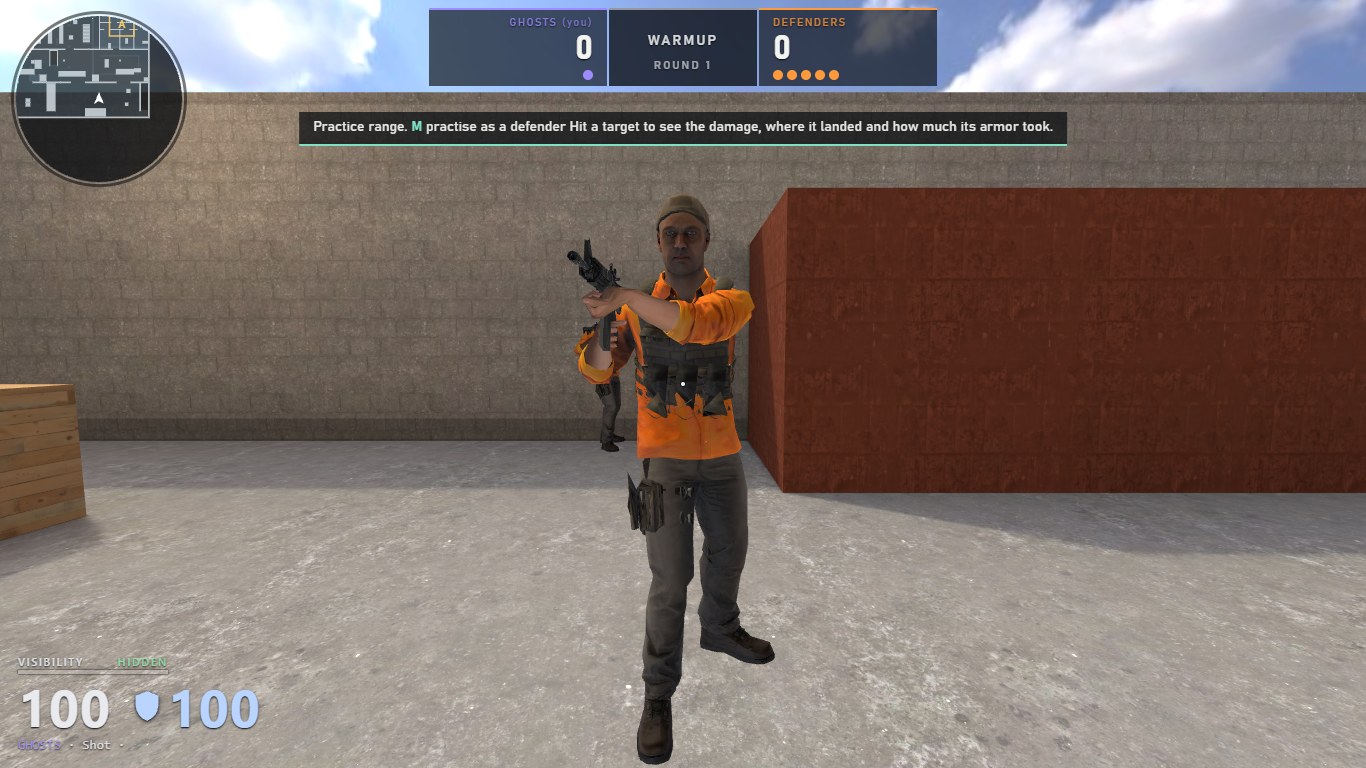 A
GHOSTS (you)
0
WARMUP
ROUND 1
DEFENDERS
0
Practice range. M practise as a defender Hit a target to see the damage, where it landed and how much its armor took.
VISIBILITY HIDDEN
100 100
GHOSTS · Shot ·